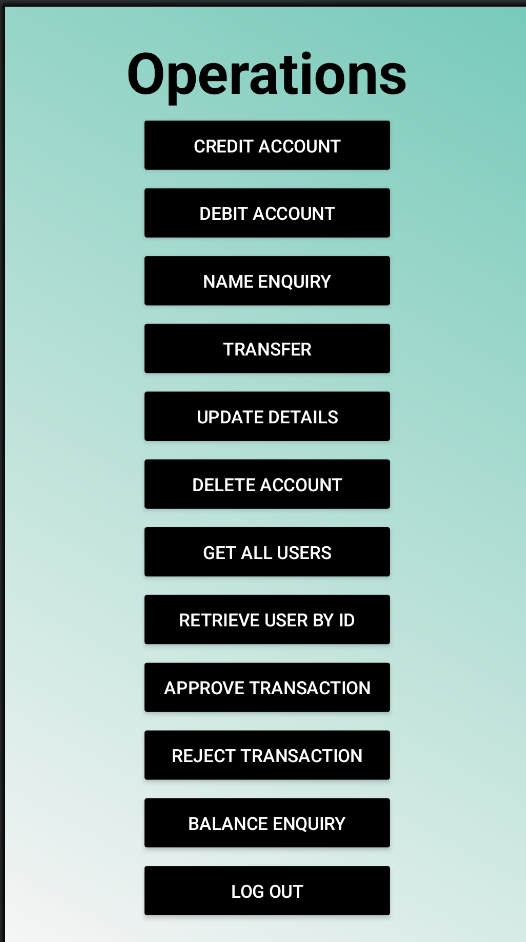 Operations
CREDIT ACCOUNT
DEBIT ACCOUNT
NAME ENQUIRY
TRANSFER
UPDATE DETAILS
DELETE ACCOUNT
GET ALL USERS
RETRIEVE USER BY ID
APPROVE TRANSACTION
REJECT TRANSACTION
BALANCE ENQUIRY
LOG OUT